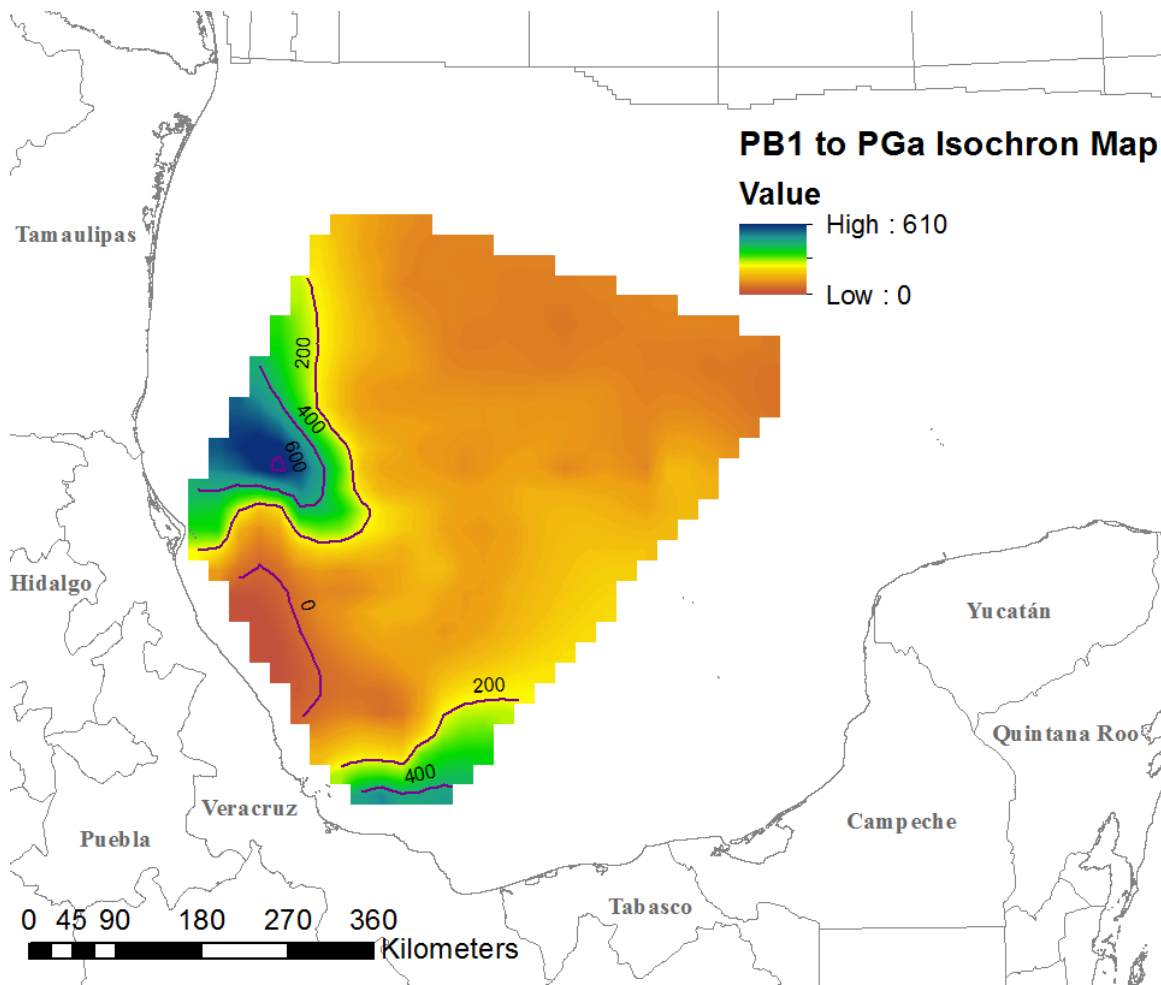 PB1 to PGa Isochron Map
Value
High : 610
Low : 0
Tamaulipas
200
400
600
Hidalgo
0
Yucatán
200
Quintana Roo
400
Veracruz
Campeche
Puebla
Tabasco
0 45 90 180 270 360
Kilometers